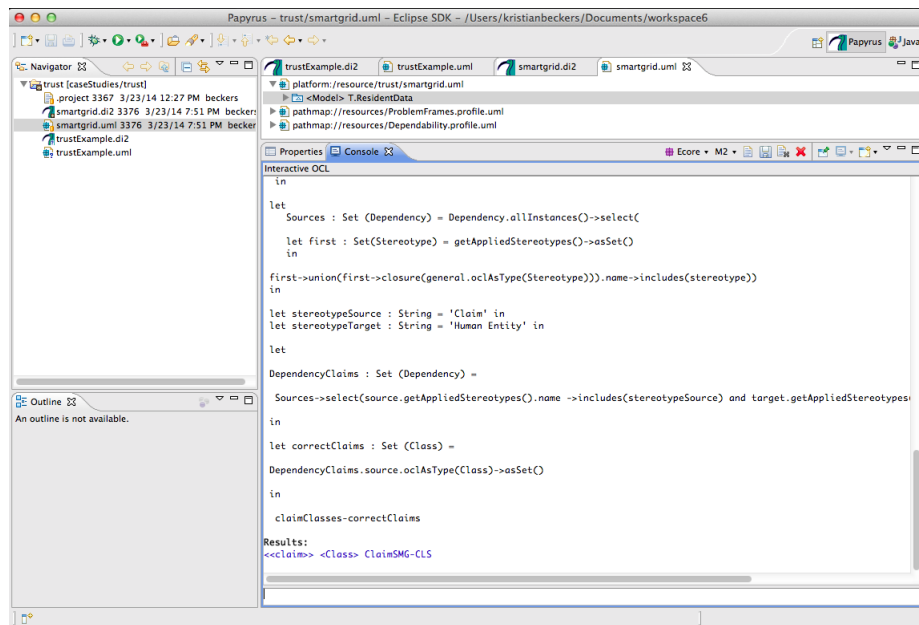 Papyrus - trust/smartgrid.uml - Eclipse SDK - /Users/kristianbeckers/Documents/workspace6
Papyrus
Java
Navigator
trust [caseStudies/trust]
.project 3367 3/23/14 12:27 PM beckers
smartgrid.di2 3376 3/23/14 7:51 PM beckers
smartgrid.uml 3376 3/23/14 7:51 PM becker
trustExample.di2
trustExample.uml
Outline
An outline is not available.
trustExample.di2
trustExample.uml
smartgrid.di2
smartgrid.uml
platform:/resource/trust/smartgrid.uml
<Model> T.ResidentData
pathmap://resources/ProblemFrames.profile.uml
pathmap://resources/Dependability.profile.uml
Properties
Console
Ecore
M2
Interactive OCL
in
let
Sources : Set (Dependency) = Dependency.allInstances()->select(
let first : Set(Stereotype) = getAppliedStereotypes()->asSet()
in
first->union(first->closure(general.oclAsType(Stereotype))).name->includes(stereotype))
in
let stereotypeSource : String = 'Claim' in
let stereotypeTarget : String = 'Human Entity' in
let
DependencyClaims : Set (Dependency) =
Sources->select(source.getAppliedStereotypes().name ->includes(stereotypeSource) and target.getAppliedStereotypes(
in
let correctClaims : Set (Class) =
DependencyClaims.source.oclAsType(Class)->asSet()
in
claimClasses-correctClaims
Results:
<<claim>> <Class> ClaimSMG-CLS